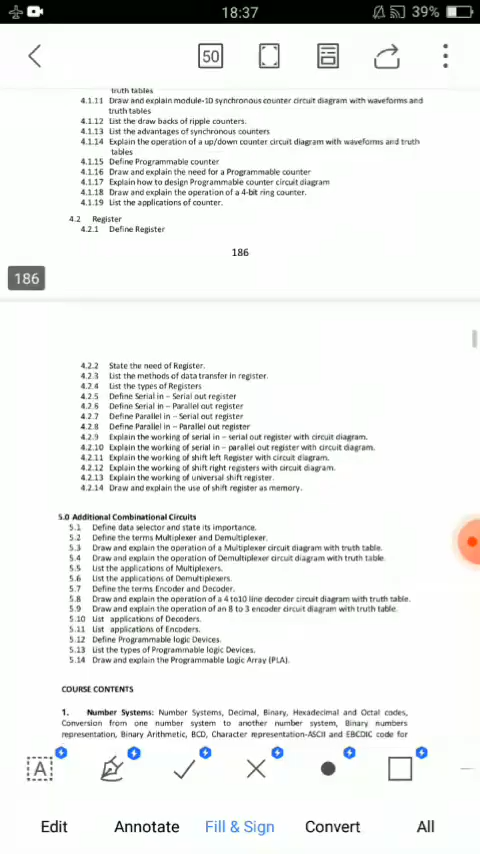 18:37
39%
50
truth tables
4.1.11 Draw and explain module-10 synchronous counter circuit diagram with waveforms and
truth tables
4.1.12 List the draw backs of ripple counters.
4.1.13 List the advantages of synchronous counters
4.1.14 Explain the operation of a up/down counter circuit diagram with waveforms and truth
tables
4.1.15 Define Programmable counter
4.1.16 Draw and explain the need for a Programmable counter
4.1.17 Explain how to design Programmable counter circuit diagram
4.1.18 Draw and explain the operation of a 4-bit ring counter.
4.1.19 List the applications of counter.
4.2 Register
4.2.1 Define Register
186
186
4.2.2 State the need of Register.
4.2.3 List the methods of data transfer in register.
4.2.4 List the types of Registers
4.2.5 Define Serial in – Serial out register
4.2.6 Define Serial in – Parallel out register
4.2.7 Define Parallel in – Serial out register
4.2.8 Define Parallel in – Parallel out register
4.2.9 Explain the working of serial in – serial out register with circuit diagram.
4.2.10 Explain the working of serial in – parallel out register with circuit diagram.
4.2.11 Explain the working of shift left Register with circuit diagram.
4.2.12 Explain the working of shift right registers with circuit diagram.
4.2.13 Explain the working of universal shift register.
4.2.14 Draw and explain the use of shift register as memory.
5.0 Additional Combinational Circuits
5.1 Define data selector and state its importance.
5.2 Define the terms Multiplexer and Demultiplexer.
5.3 Draw and explain the operation of a Multiplexer circuit diagram with truth table.
5.4 Draw and explain the operation of Demultiplexer circuit diagram with truth table.
5.5 List the applications of Multiplexers.
5.6 List the applications of Demultiplexers.
5.7 Define the terms Encoder and Decoder.
5.8 Draw and explain the operation of a 4 to10 line decoder circuit diagram with truth table.
5.9 Draw and explain the operation of an 8 to 3 encoder circuit diagram with truth table.
5.10 List applications of Decoders.
5.11 List applications of Encoders.
5.12 Define Programmable logic Devices.
5.13 List the types of Programmable logic Devices.
5.14 Draw and explain the Programmable Logic Array (PLA).
COURSE CONTENTS
1. Number Systems: Number Systems, Decimal, Binary, Hexadecimal and Octal codes,
Conversion from one number system to another number system, Binary numbers
representation, Binary Arithmetic, BCD, Character representation-ASCII and EBCDIC code for
A
Edit Annotate Fill & Sign Convert All